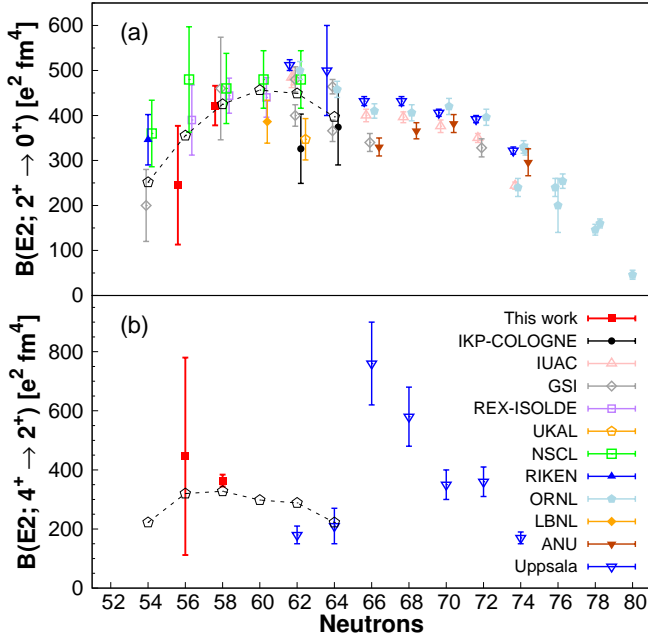 (a)
600
500
400
300
200
100
0
B(E2; 2⁺ → 0⁺) [e² fm⁴]
(b)
800
600
400
200
0
B(E2; 4⁺ → 2⁺) [e² fm⁴]
This work
IKP-COLOGNE
IUAC
GSI
REX-ISOLDE
UKAL
NSCL
RIKEN
ORNL
LBNL
ANU
Uppsala
52 54 56 58 60 62 64 66 68 70 72 74 76 78 80
Neutrons